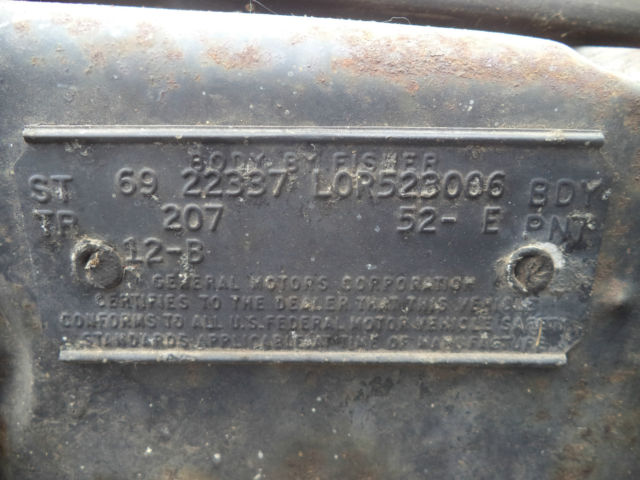 BODY BY FISHER
ST 69 22337 LOR523006 BDY
TR 207 52- E PNT
12-B
GENERAL MOTORS CORPORATION
CERTIFIES TO THE DEALER THAT THIS VEHICLE
CONFORMS TO ALL U.S. FEDERAL MOTOR VEHICLE SAFETY
STANDARDS APPLICABLE AT TIME OF MANUFACTURE